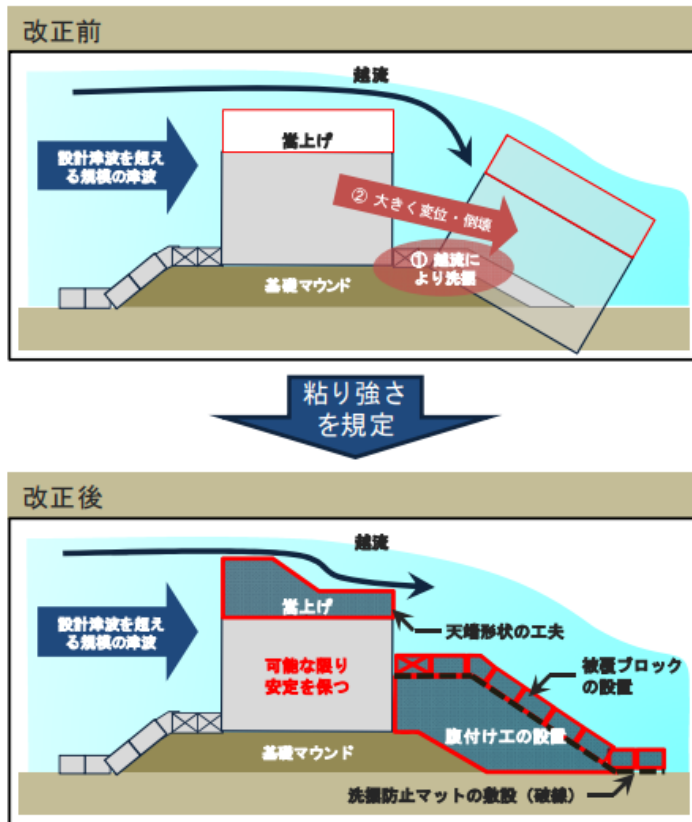 改正前
越流
嵩上げ
設計津波を超え
る規模の津波
② 大きく変位・倒壊
① 越流に
より洗掘
基礎マウンド
粘り強さ
を規定
改正後
越流
設計津波を超え
る規模の津波
嵩上げ
天端形状の工夫
可能な限り
安定を保つ
被覆ブロック
の設置
腹付け工の設置
基礎マウンド
洗掘防止マットの敷設（破線）